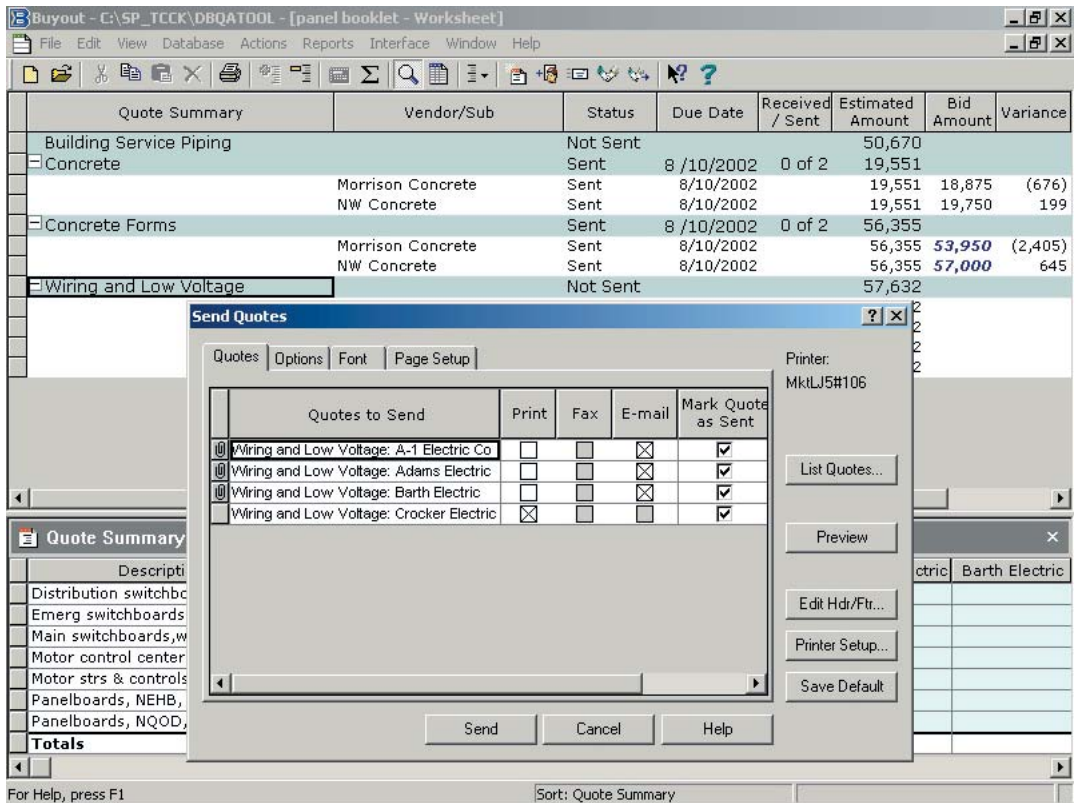 Buyout - C:\SP_TCCK\DBQATOOL - [panel booklet - Worksheet]
File Edit View Database Actions Reports Interface Window Help
Quote Summary Vendor/Sub Status Due Date Received / Sent Estimated Amount Bid Amount Variance
Building Service Piping Not Sent 50,670
Concrete Sent 8 /10/2002 0 of 2 19,551
Morrison Concrete Sent 8/10/2002 19,551 18,875 (676)
NW Concrete Sent 8/10/2002 19,551 19,750 199
Concrete Forms Sent 8 /10/2002 0 of 2 56,355
Morrison Concrete Sent 8/10/2002 56,355 53,950 (2,405)
NW Concrete Sent 8/10/2002 56,355 57,000 645
Wiring and Low Voltage Not Sent 57,632
Send Quotes
Quotes Options Font Page Setup
Printer:
MktLJ5#106
Quotes to Send Print Fax E-mail Mark Quote as Sent
Wiring and Low Voltage: A-1 Electric Co
Wiring and Low Voltage: Adams Electric
Wiring and Low Voltage: Barth Electric
Wiring and Low Voltage: Crocker Electric
List Quotes...
Preview
Edit Hdr/Ftr...
Printer Setup...
Save Default
Send Cancel Help
Quote Summary
Descripti ctric Barth Electric
Distribution switchbo
Emerg switchboards
Main switchboards,w
Motor control center
Motor strs & controls
Panelboards, NEHB,
Panelboards, NQOD,
Totals
For Help, press F1 Sort: Quote Summary